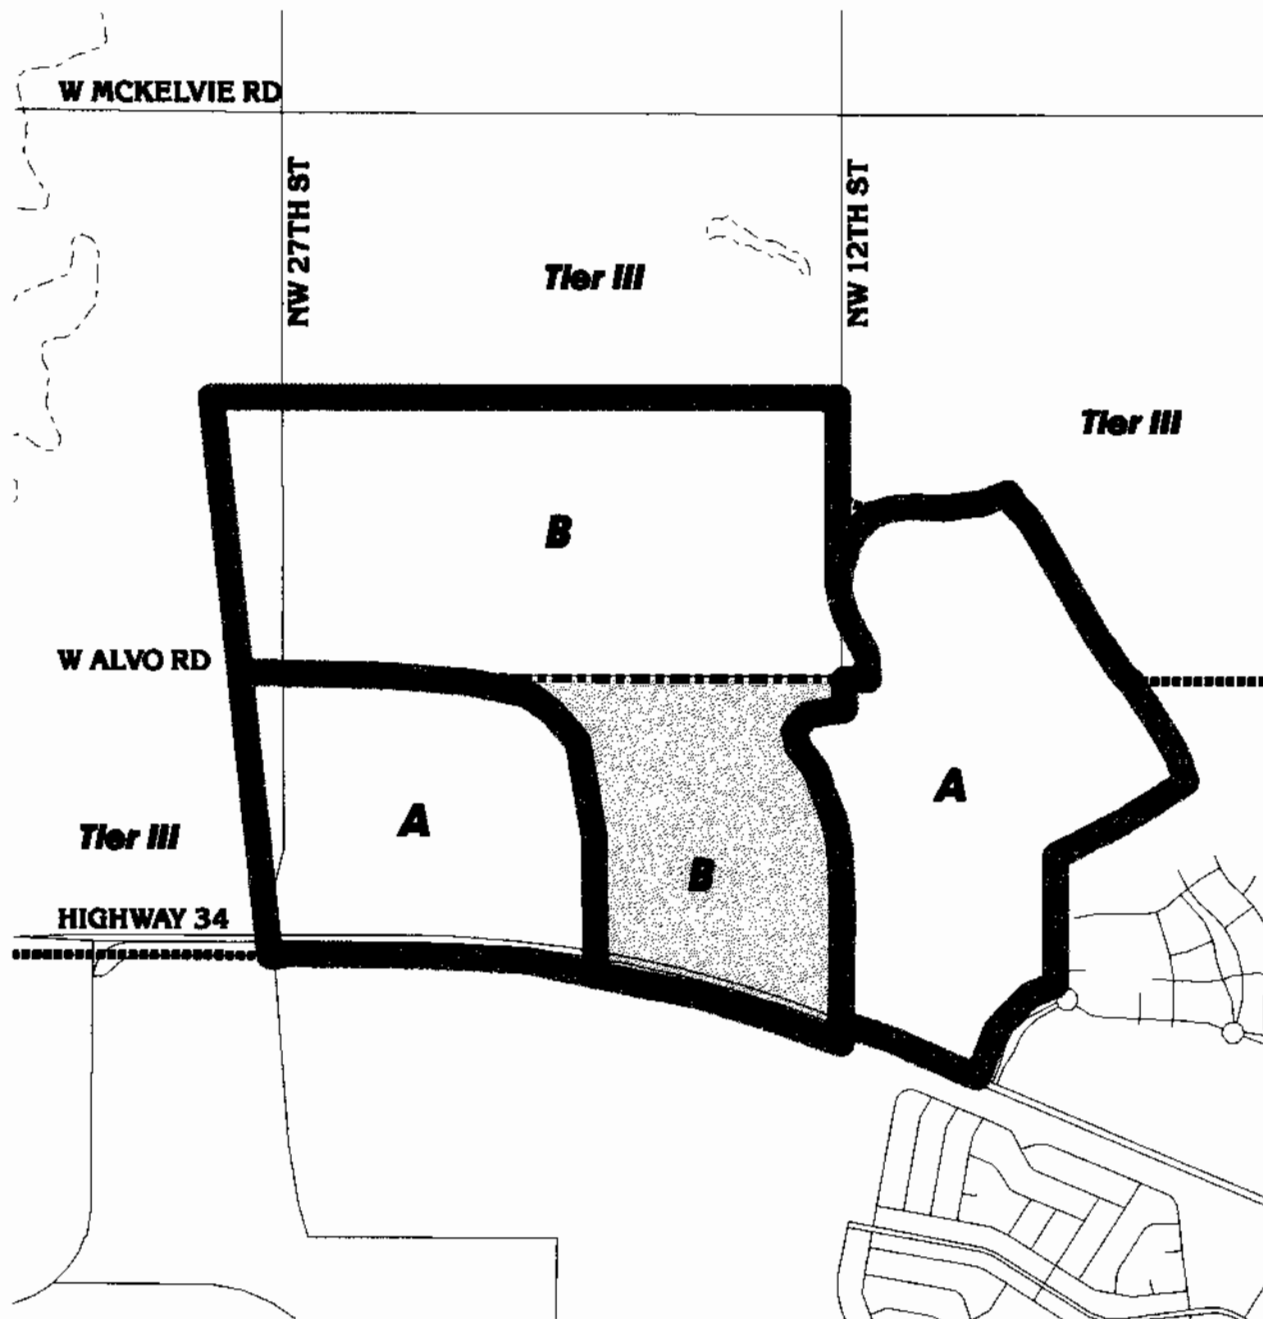 W MCKELVIE RD
NW 27TH ST
NW 12TH ST
Tier III
Tier III
B
W ALVO RD
A
A
Tier III
B
HIGHWAY 34